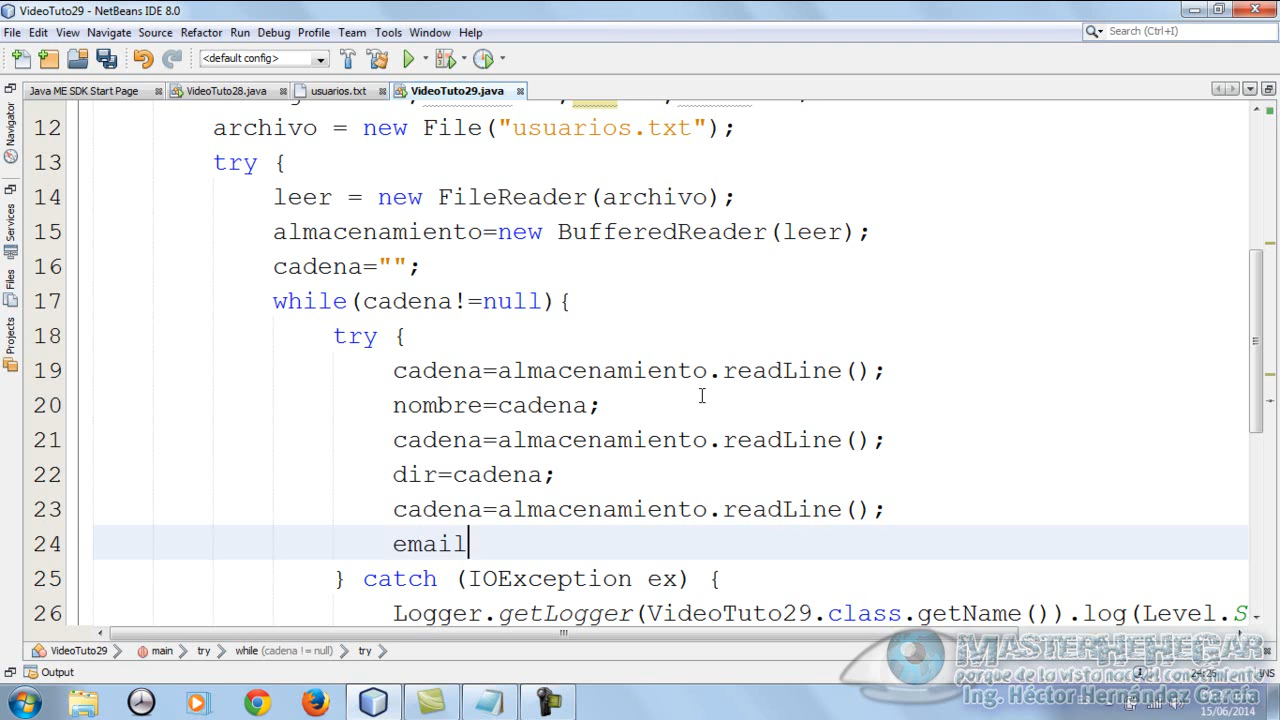 VideoTuto29 - NetBeans IDE 8.0
File Edit View Navigate Source Refactor Run Debug Profile Team Tools Window Help
Search (Ctrl+I)
<default config>
Java ME SDK Start Page VideoTuto28.java usuarios.txt VideoTuto29.java
Navigator
Services
Files
Projects
12 archivo = new File("usuarios.txt");
13 try {
14 leer = new FileReader(archivo);
15 almacenamiento=new BufferedReader(leer);
16 cadena="";
17 while(cadena!=null){
18 try {
19 cadena=almacenamiento.readLine();
20 nombre=cadena;
21 cadena=almacenamiento.readLine();
22 dir=cadena;
23 cadena=almacenamiento.readLine();
24 email
25 } catch (IOException ex) {
26 Logger.getLogger(VideoTuto29.class.getName()).log(Level.S
VideoTuto29 main try while (cadena != null) try
Output
MASTERHEHEGAR
porque de la vista nace el conocimiento
Ing. Héctor Hernández García
INS
15/06/2014